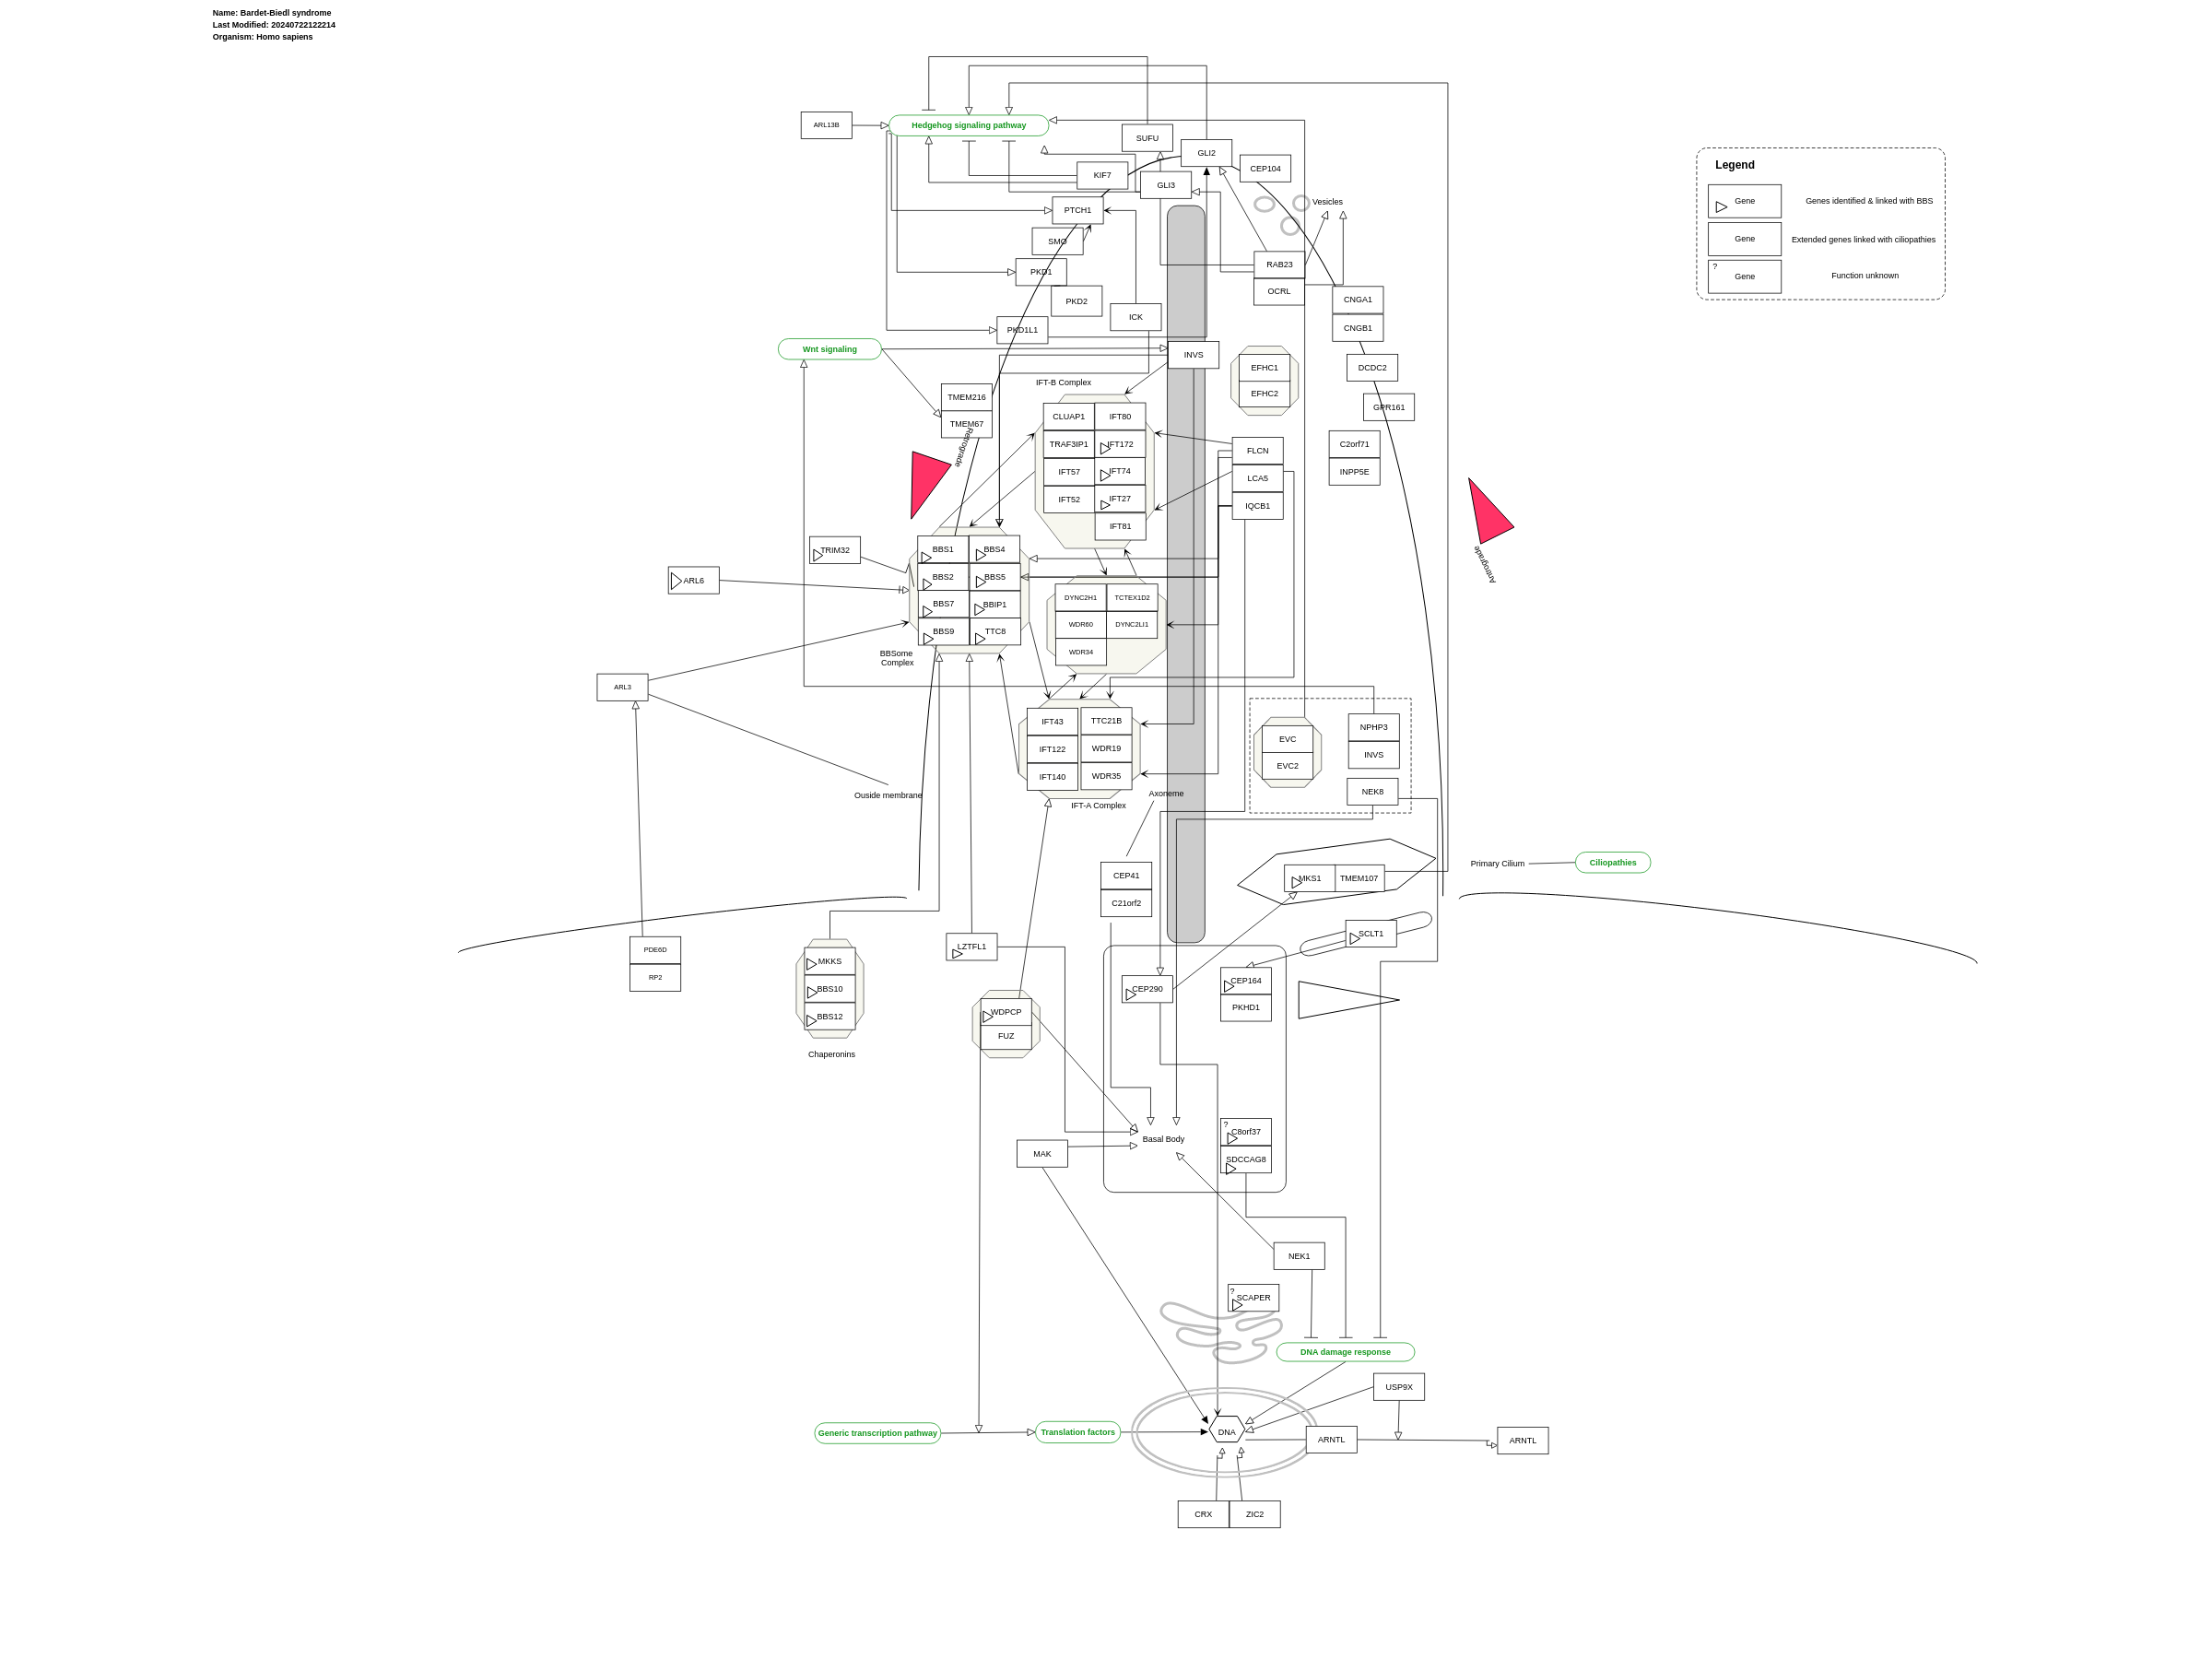 Name: Bardet-Biedl syndrome
Last Modified: 20240722122214
Organism: Homo sapiens
ARL13B
Hedgehog signaling pathway
SUFU
GLI2
CEP104
KIF7
GLI3
PTCH1
SMO
PKD1
PKD2
ICK
PKD1L1
Vesicles
RAB23
OCRL
CNGA1
CNGB1
Legend
Gene
Genes identified & linked with BBS
Gene
Extended genes linked with ciliopathies
?
Gene
Function unknown
Wnt signaling
INVS
EFHC1
EFHC2
DCDC2
GPR161
C2orf71
INPP5E
TMEM216
TMEM67
Retrograde
IFT-B Complex
CLUAP1
IFT80
TRAF3IP1
IFT172
IFT57
IFT74
IFT52
IFT27
IFT81
FLCN
LCA5
IQCB1
Antrograde
TRIM32
ARL6
BBS1
BBS4
BBS2
BBS5
BBS7
BBIP1
BBS9
TTC8
BBSome
Complex
DYNC2H1
TCTEX1D2
WDR60
DYNC2LI1
WDR34
ARL3
IFT43
TTC21B
IFT122
WDR19
IFT140
WDR35
IFT-A Complex
Axoneme
Ouside membrane
EVC
EVC2
NPHP3
INVS
NEK8
CEP41
C21orf2
MKS1
TMEM107
Primary Cilium
Ciliopathies
SCLT1
PDE6D
RP2
MKKS
BBS10
BBS12
Chaperonins
LZTFL1
WDPCP
FUZ
CEP290
CEP164
PKHD1
Basal Body
?
C8orf37
SDCCAG8
MAK
NEK1
?
SCAPER
DNA damage response
USP9X
Generic transcription pathway
Translation factors
DNA
ARNTL
ARNTL
CRX
ZIC2